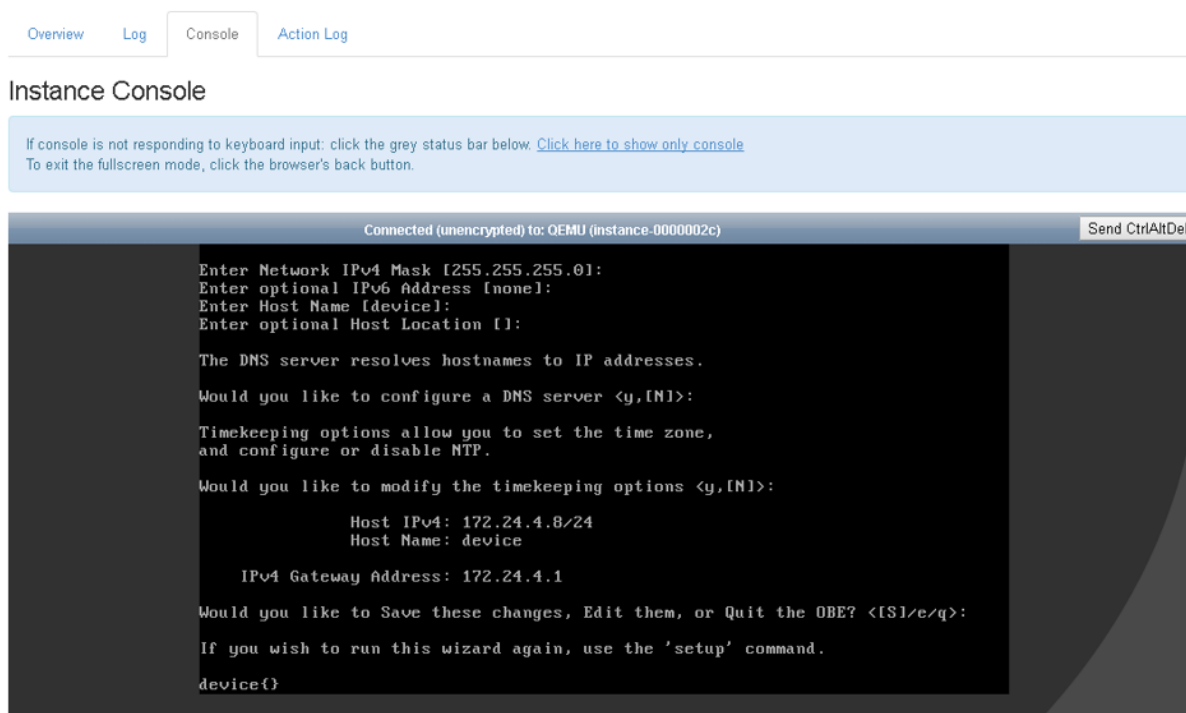 Overview Log Console Action Log
Instance Console
If console is not responding to keyboard input: click the grey status bar below. Click here to show only console
To exit the fullscreen mode, click the browser's back button.
Connected (unencrypted) to: QEMU (instance-0000002c) Send CtrlAltDel
Enter Network IPv4 Mask [255.255.255.0]:
Enter optional IPv6 Address [none]:
Enter Host Name [device]:
Enter optional Host Location []:
The DNS server resolves hostnames to IP addresses.
Would you like to configure a DNS server <y,[N]>:
Timekeeping options allow you to set the time zone,
and configure or disable NTP.
Would you like to modify the timekeeping options <y,[N]>:
Host IPv4: 172.24.4.8/24
Host Name: device
IPv4 Gateway Address: 172.24.4.1
Would you like to Save these changes, Edit them, or Quit the OBE? <[S]/e/q>:
If you wish to run this wizard again, use the 'setup' command.
device{}